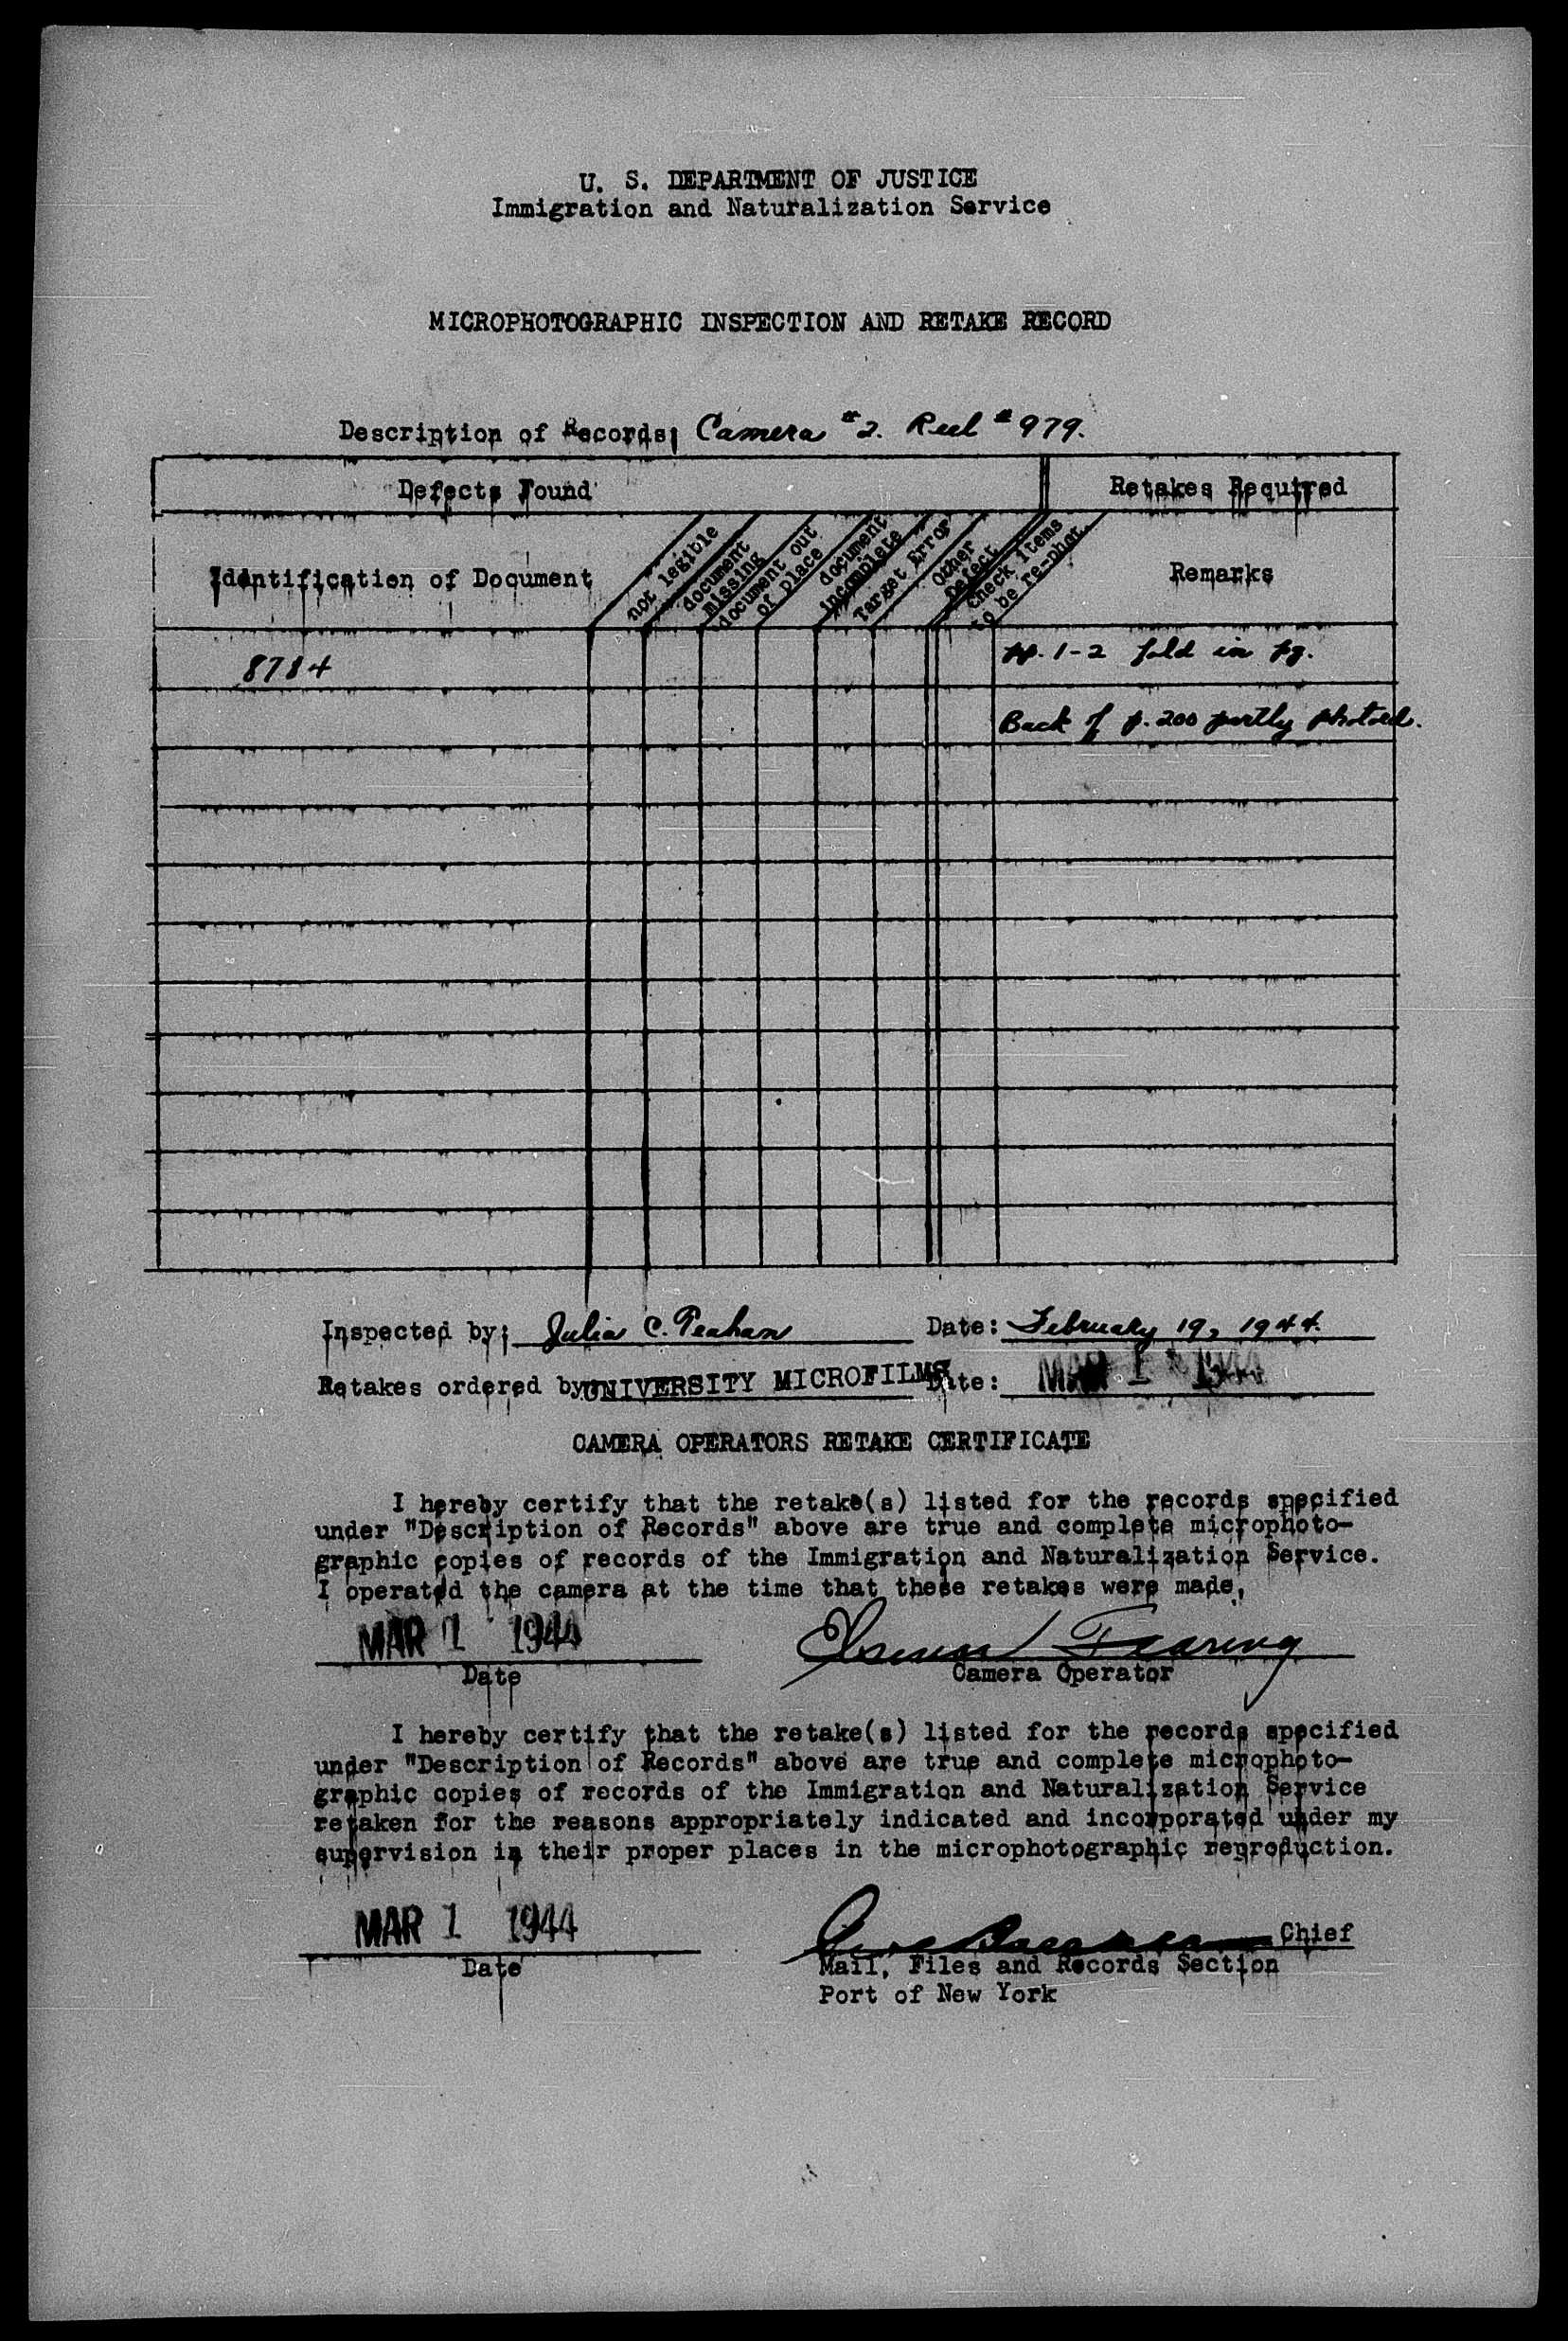 U. S. DEPARTMENT OF JUSTICE
Immigration and Naturalization Service
MICROPHOTOGRAPHIC INSPECTION AND RETAKE RECORD
Description of Records: Camera #2. Reel #979.
Defects Found
Retakes Required
Identification of Document
not legible
document missing
document out of place
document incomplete
Target Error
Other Defect
Check items to be re-phot.
Remarks
8784
pp. 1-2 fold in pg.
Back of p. 200 partly photoed.
Inspected by: Julia C. Date: February 19, 1944.
Retakes ordered by: UNIVERSITY MICROFILMS Date: MAR 1 1944
CAMERA OPERATORS RETAKE CERTIFICATE
I hereby certify that the retake(s) listed for the records specified
under "Description of Records" above are true and complete microphoto-
graphic copies of records of the Immigration and Naturalization Service.
I operated the camera at the time that these retakes were made.
MAR 1 1944
Date
Camera Operator
I hereby certify that the retake(s) listed for the records specified
under "Description of Records" above are true and complete microphoto-
graphic copies of records of the Immigration and Naturalization Service
retaken for the reasons appropriately indicated and incorporated under my
supervision in their proper places in the microphotographic reproduction.
MAR 1 1944
Date
Chief
Mail, Files and Records Section
Port of New York